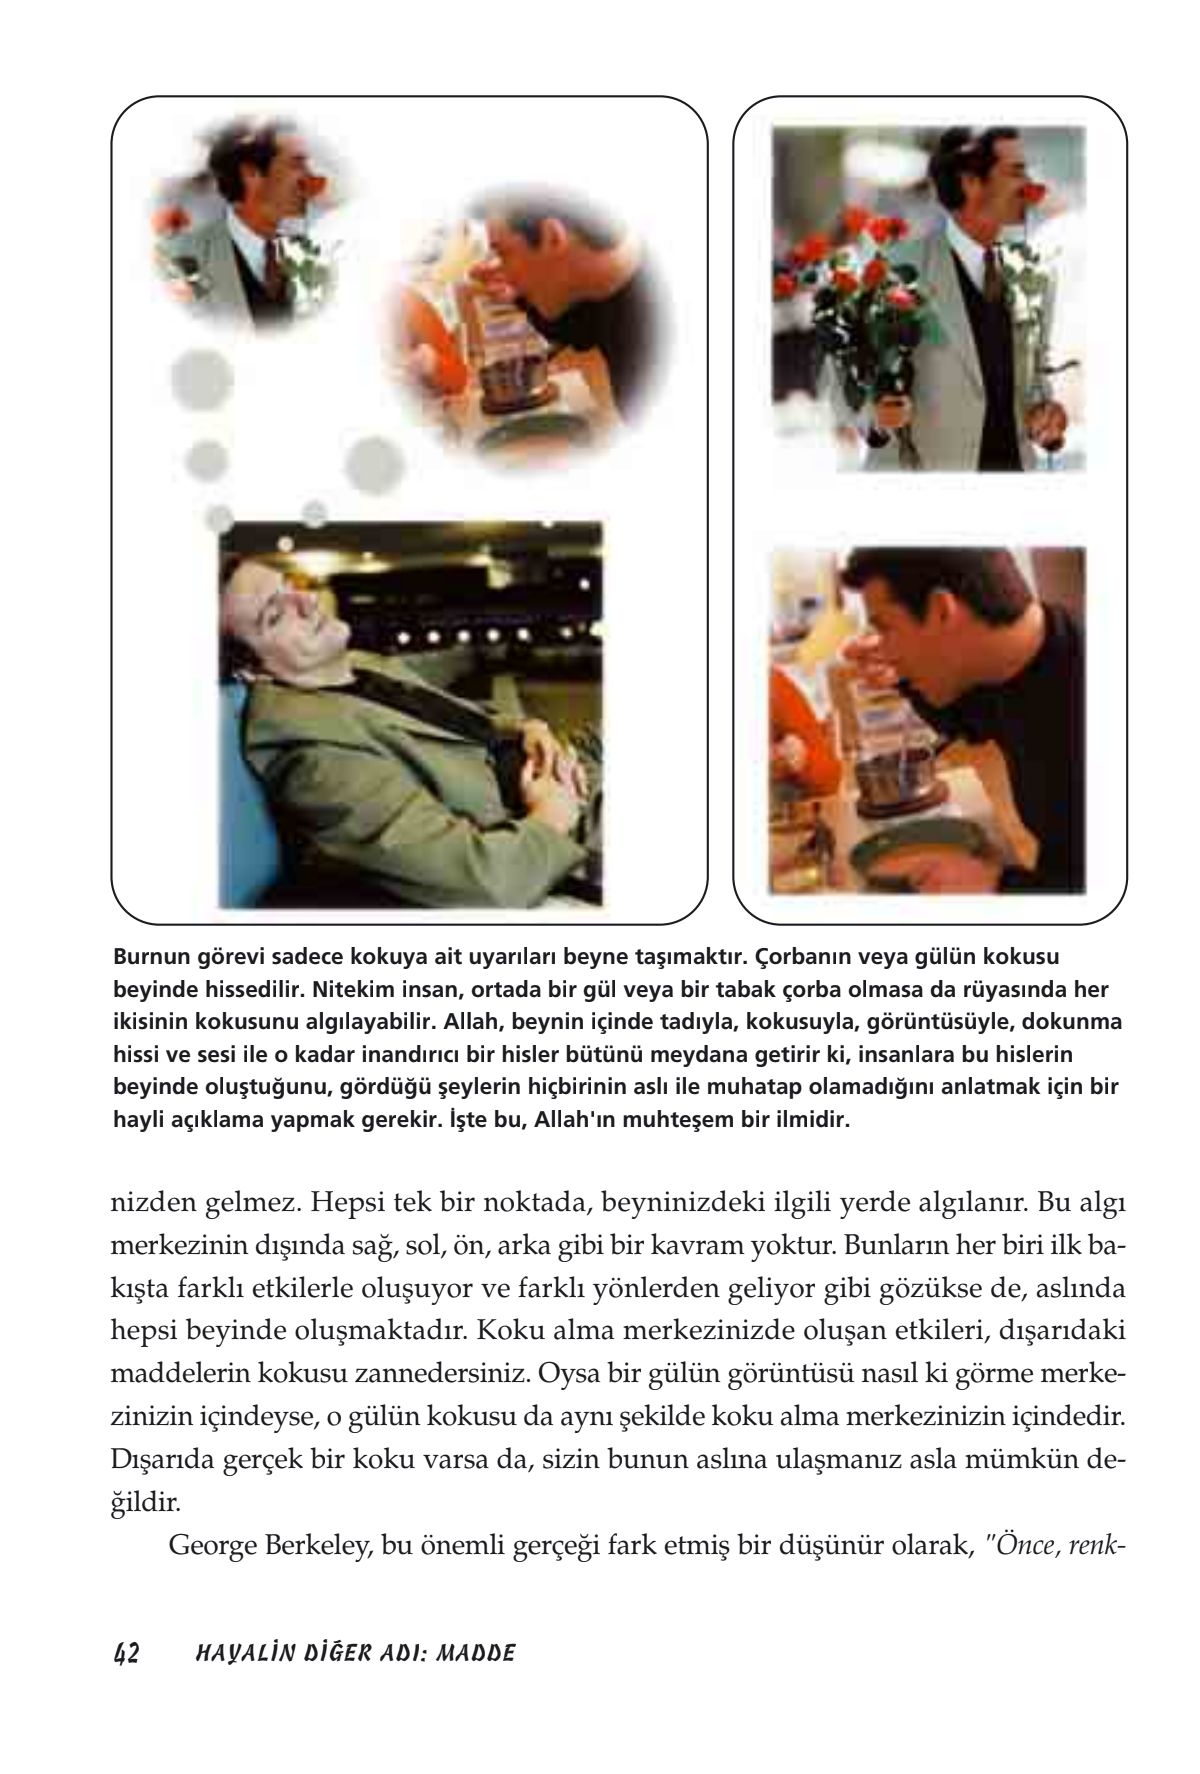 Burnun görevi sadece kokuya ait uyarıları beyne taşımaktır. Çorbanın veya gülün kokusu
beyinde hissedilir. Nitekim insan, ortada bir gül veya bir tabak çorba olmasa da rüyasında her
ikisinin kokusunu algılayabilir. Allah, beynin içinde tadıyla, kokusuyla, görüntüsüyle, dokunma
hissi ve sesi ile o kadar inandırıcı bir hisler bütünü meydana getirir ki, insanlara bu hislerin
beyinde oluştuğunu, gördüğü şeylerin hiçbirinin aslı ile muhatap olamadığını anlatmak için bir
hayli açıklama yapmak gerekir. İşte bu, Allah'ın muhteşem bir ilmidir.
nizden gelmez. Hepsi tek bir noktada, beyninizdeki ilgili yerde algılanır. Bu algı
merkezinin dışında sağ, sol, ön, arka gibi bir kavram yoktur. Bunların her biri ilk ba-
kışta farklı etkilerle oluşuyor ve farklı yönlerden geliyor gibi gözükse de, aslında
hepsi beyinde oluşmaktadır. Koku alma merkezinizde oluşan etkileri, dışarıdaki
maddelerin kokusu zannedersiniz. Oysa bir gülün görüntüsü nasıl ki görme merke-
zinizin içindeyse, o gülün kokusu da aynı şekilde koku alma merkezinizin içindedir.
Dışarıda gerçek bir koku varsa da, sizin bunun aslına ulaşmanız asla mümkün de-
ğildir.
George Berkeley, bu önemli gerçeği fark etmiş bir düşünür olarak, "Önce, renk-
42 HAYALİN DİĞER ADI: MADDE